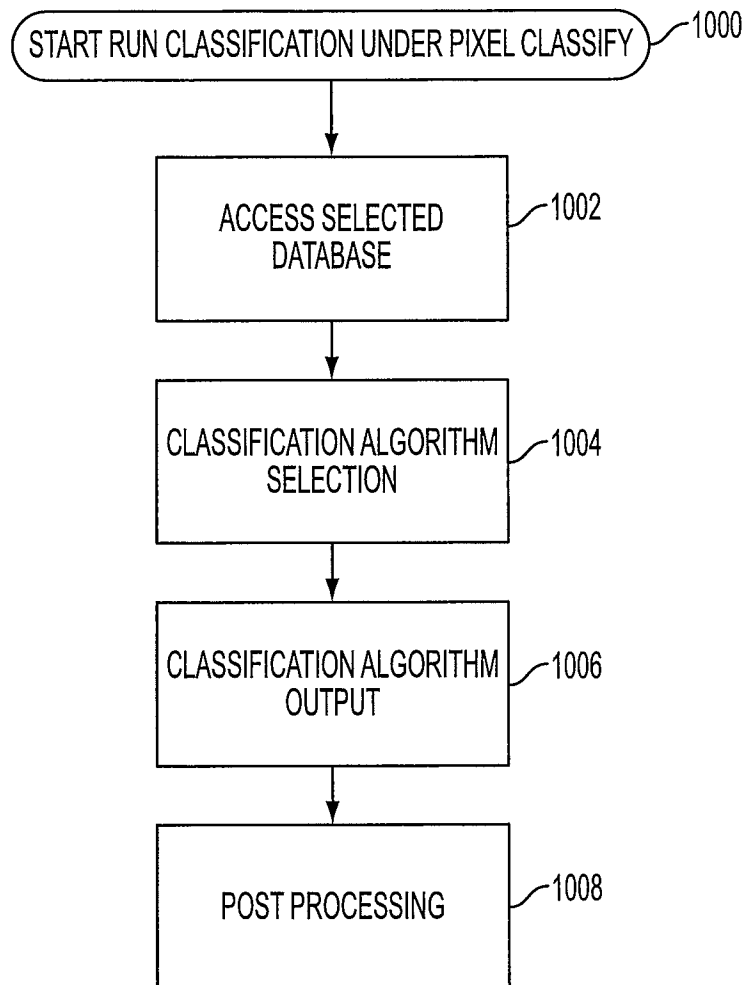 START RUN CLASSIFICATION UNDER PIXEL CLASSIFY
1000
ACCESS SELECTED
DATABASE
1002
CLASSIFICATION ALGORITHM
SELECTION
1004
CLASSIFICATION ALGORITHM
OUTPUT
1006
POST PROCESSING
1008